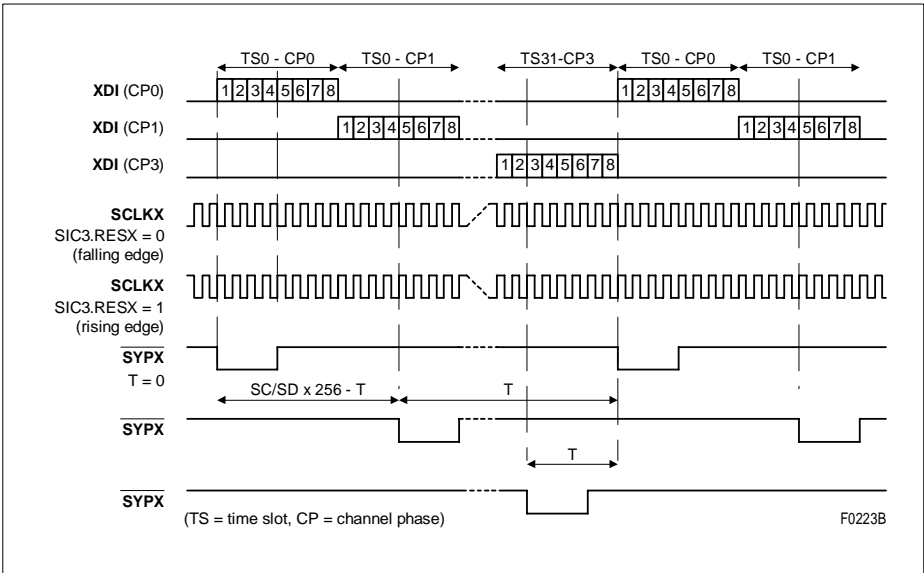 TS0 - CP0 TS0 - CP1 TS31-CP3 TS0 - CP0 TS0 - CP1
XDI (CP0) 1 2 3 4 5 6 7 8 1 2 3 4 5 6 7 8
XDI (CP1) 1 2 3 4 5 6 7 8 1 2 3 4 5 6 7 8
XDI (CP3) 1 2 3 4 5 6 7 8
SCLKX
SIC3.RESX = 0
(falling edge)
SCLKX
SIC3.RESX = 1
(rising edge)
SYPX
T = 0
SC/SD x 256 - T T
SYPX
T
SYPX
(TS = time slot, CP = channel phase) F0223B